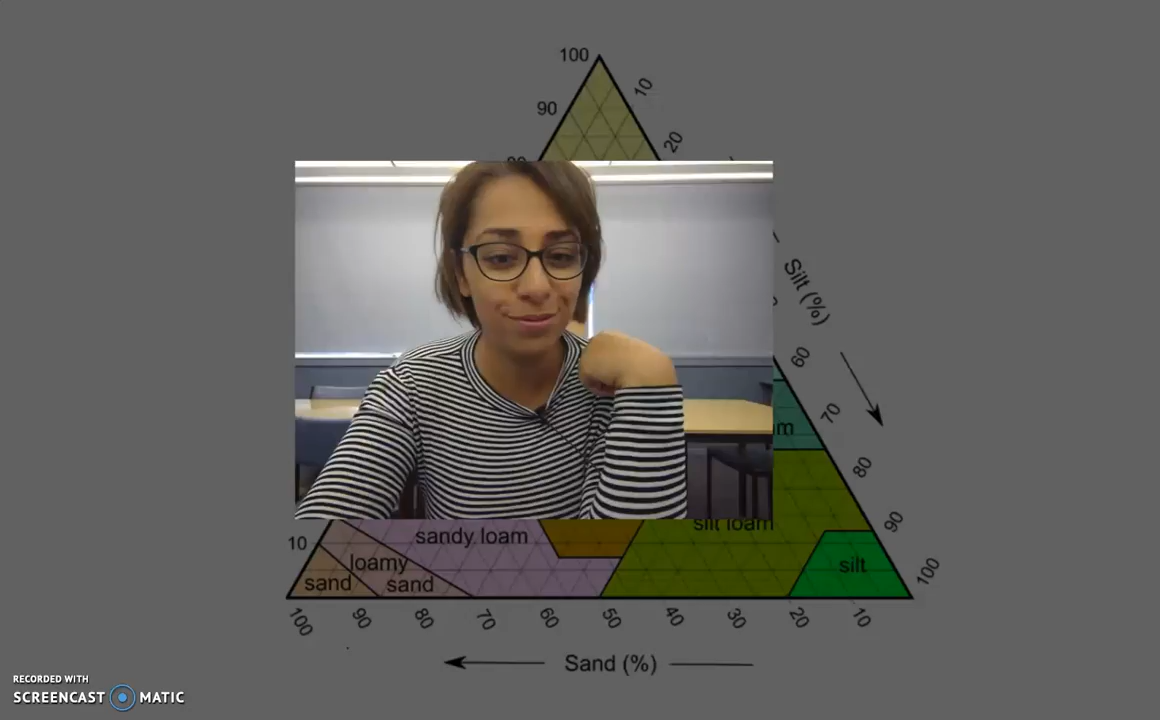 100
10
90
20
Silt (%)
60
70
80
silt loam
90
sandy loam
10
loamy
silt
100
sand
sand
100
90
80
70
60
50
40
30
20
10
Sand (%)
RECORDED WITH
SCREENCAST MATIC